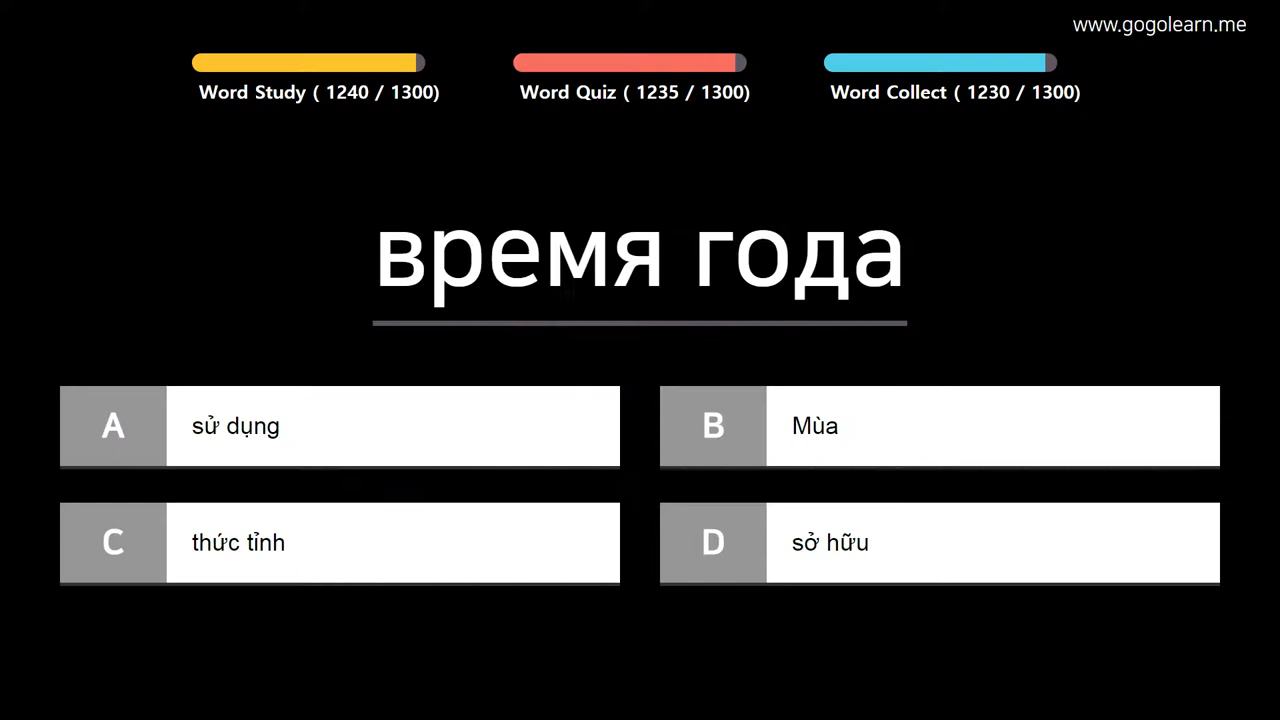 www.gogolearn.me
Word Study ( 1240 / 1300)
Word Quiz ( 1235 / 1300)
Word Collect ( 1230 / 1300)
время года
A sử dụng
B Mùa
C thức tỉnh
D sở hữu